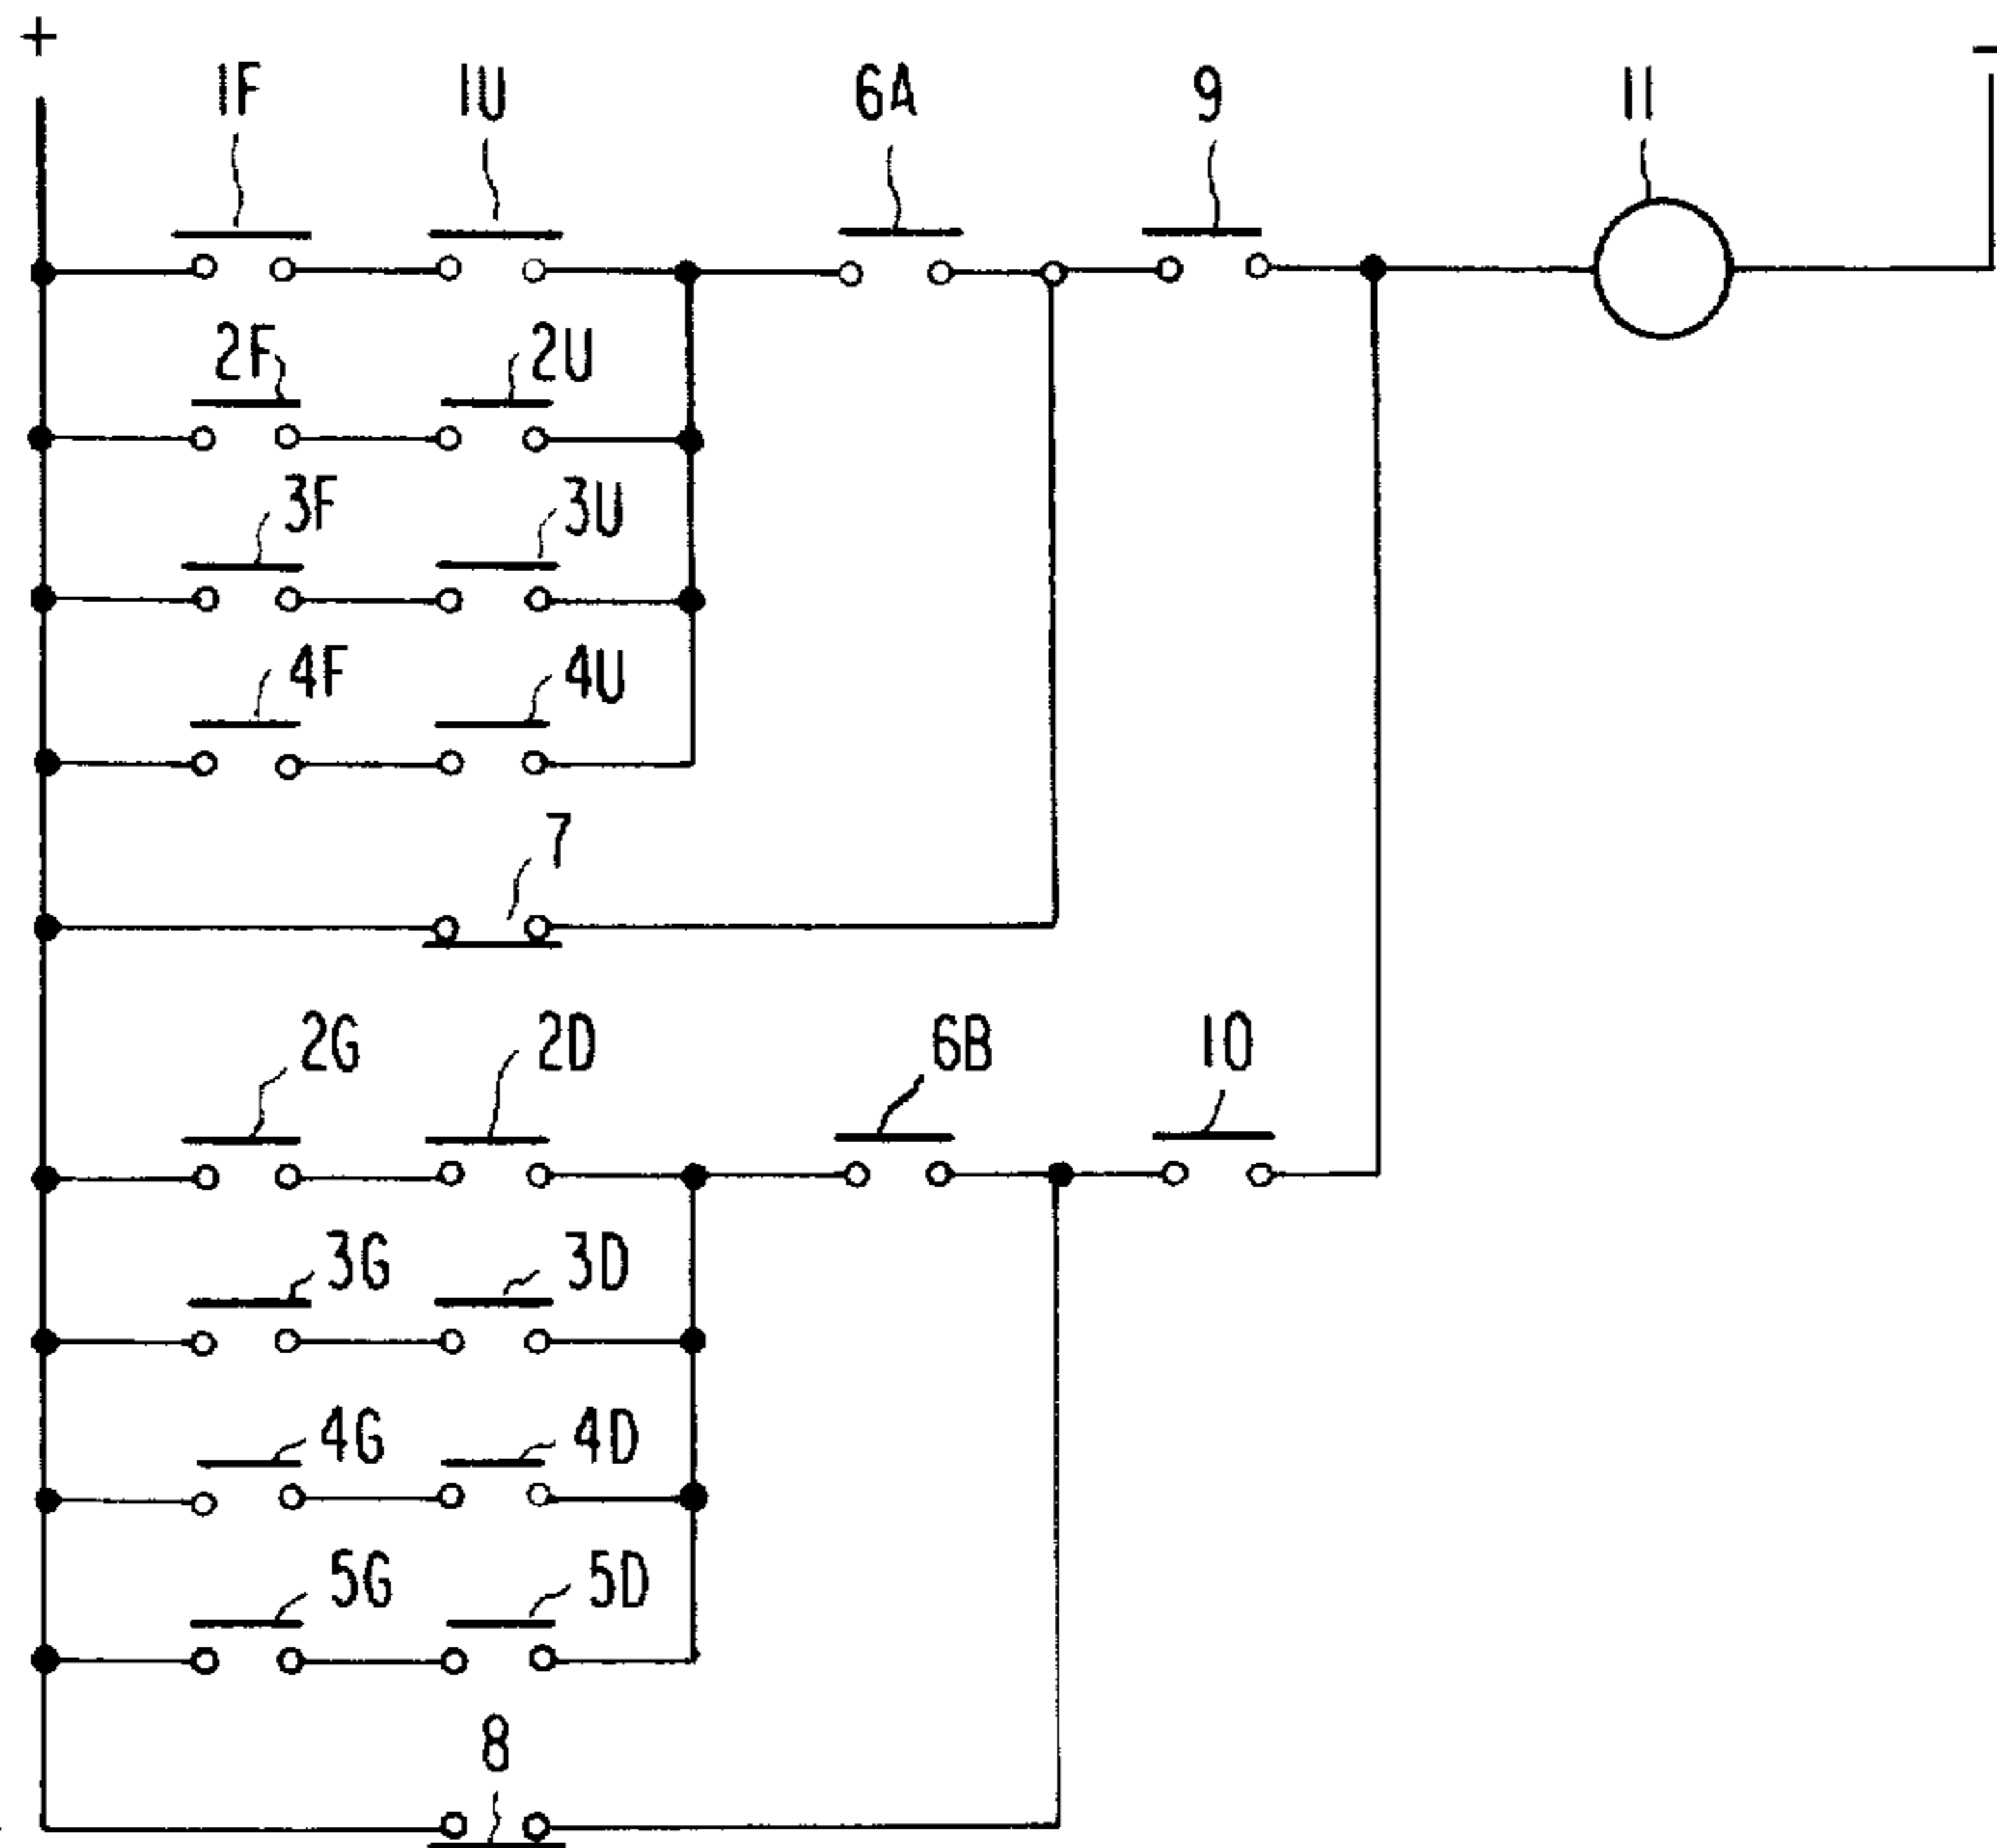 + −
1F 1U 6A 9 11
2F 2U
3F 3U
4F 4U
7
2G 2D 6B 10
3G 3D
4G 4D
5G 5D
8